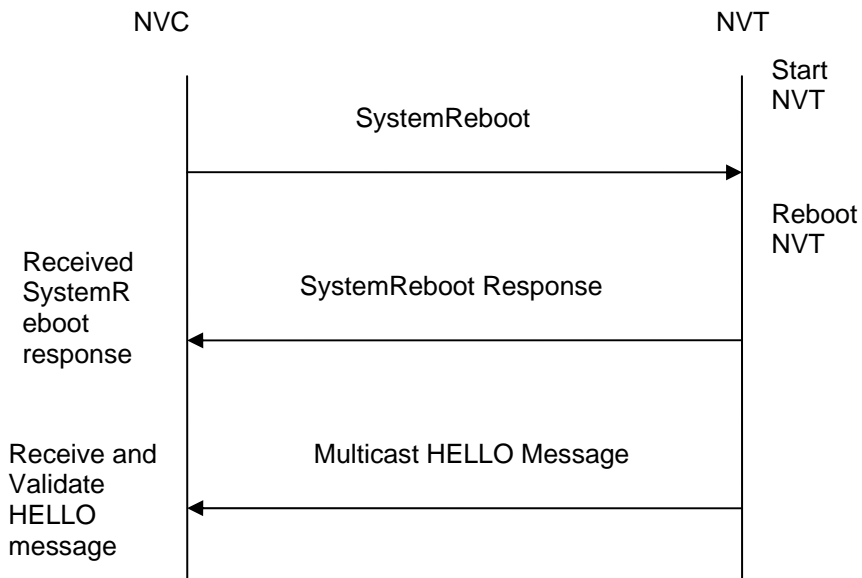 NVC
NVT
Start
NVT
SystemReboot
Reboot
NVT
Received
SystemR
eboot
response
SystemReboot Response
Receive and
Validate
HELLO
message
Multicast HELLO Message